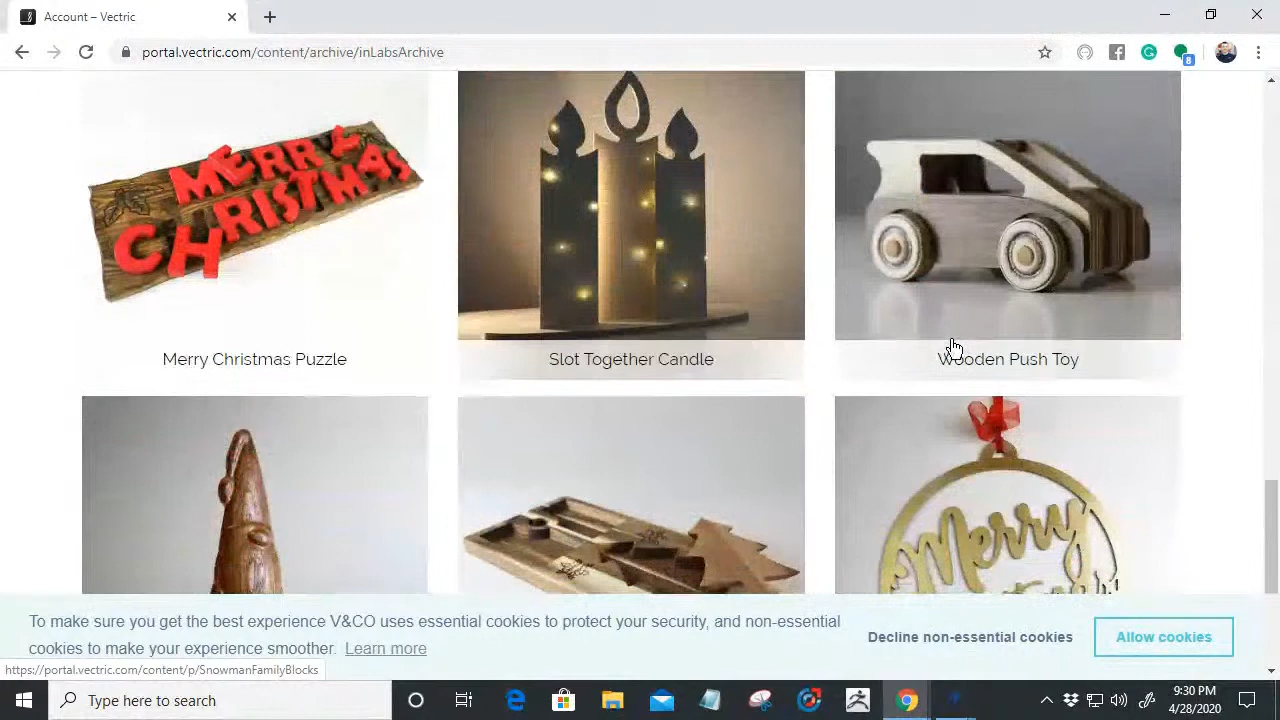 Account – Vectric
portal.vectric.com/content/archive/inLabsArchive
8
MERRY
CHRISTMAS
Merry Christmas Puzzle
Slot Together Candle
Wooden Push Toy
Merry
To make sure you get the best experience V&CO uses essential cookies to protect your security, and non-essential
cookies to make your experience smoother. Learn more
Decline non-essential cookies
Allow cookies
https://portal.vectric.com/content/p/SnowmanFamilyBlocks
Type here to search
9:30 PM
4/28/2020